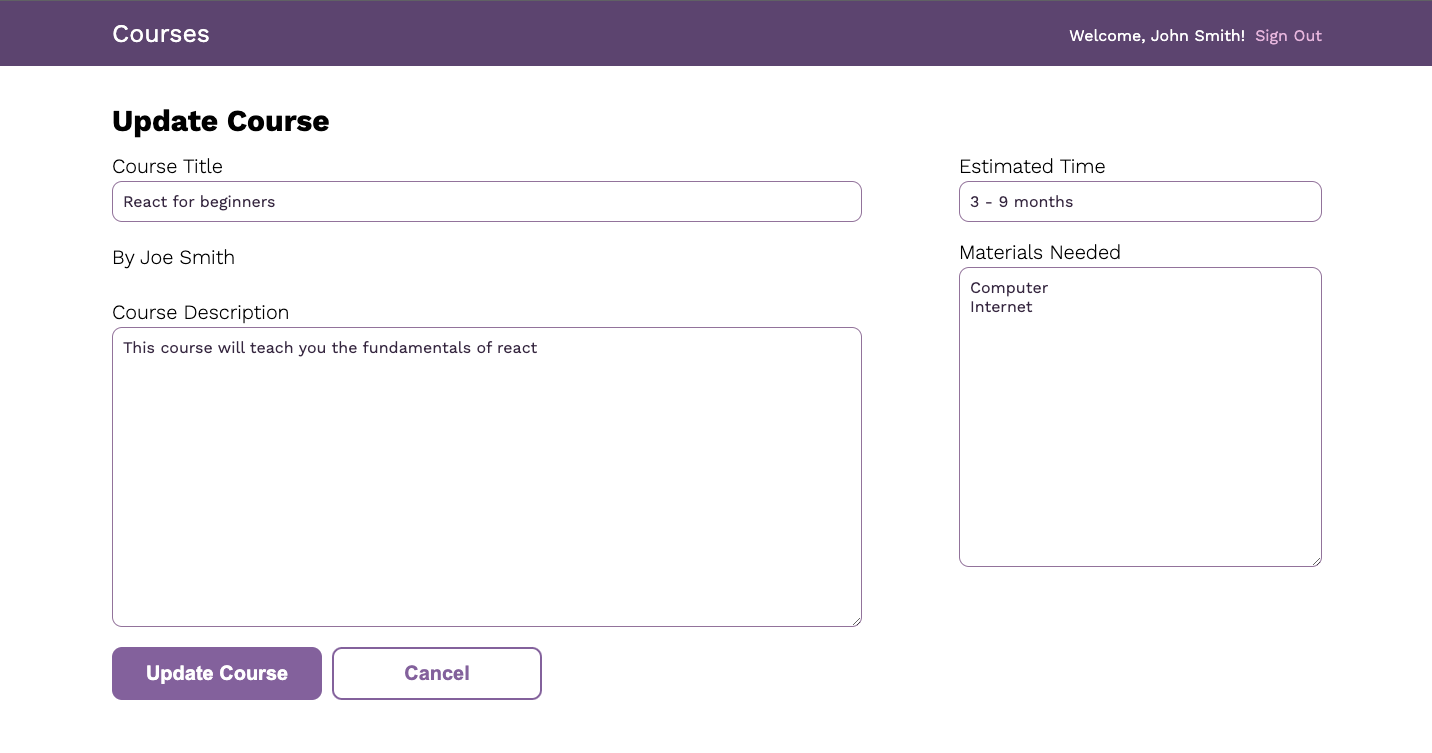 Courses
Welcome, John Smith! Sign Out
Update Course
Course Title
React for beginners
By Joe Smith
Course Description
This course will teach you the fundamentals of react
Estimated Time
3 - 9 months
Materials Needed
Computer
Internet
Update Course
Cancel